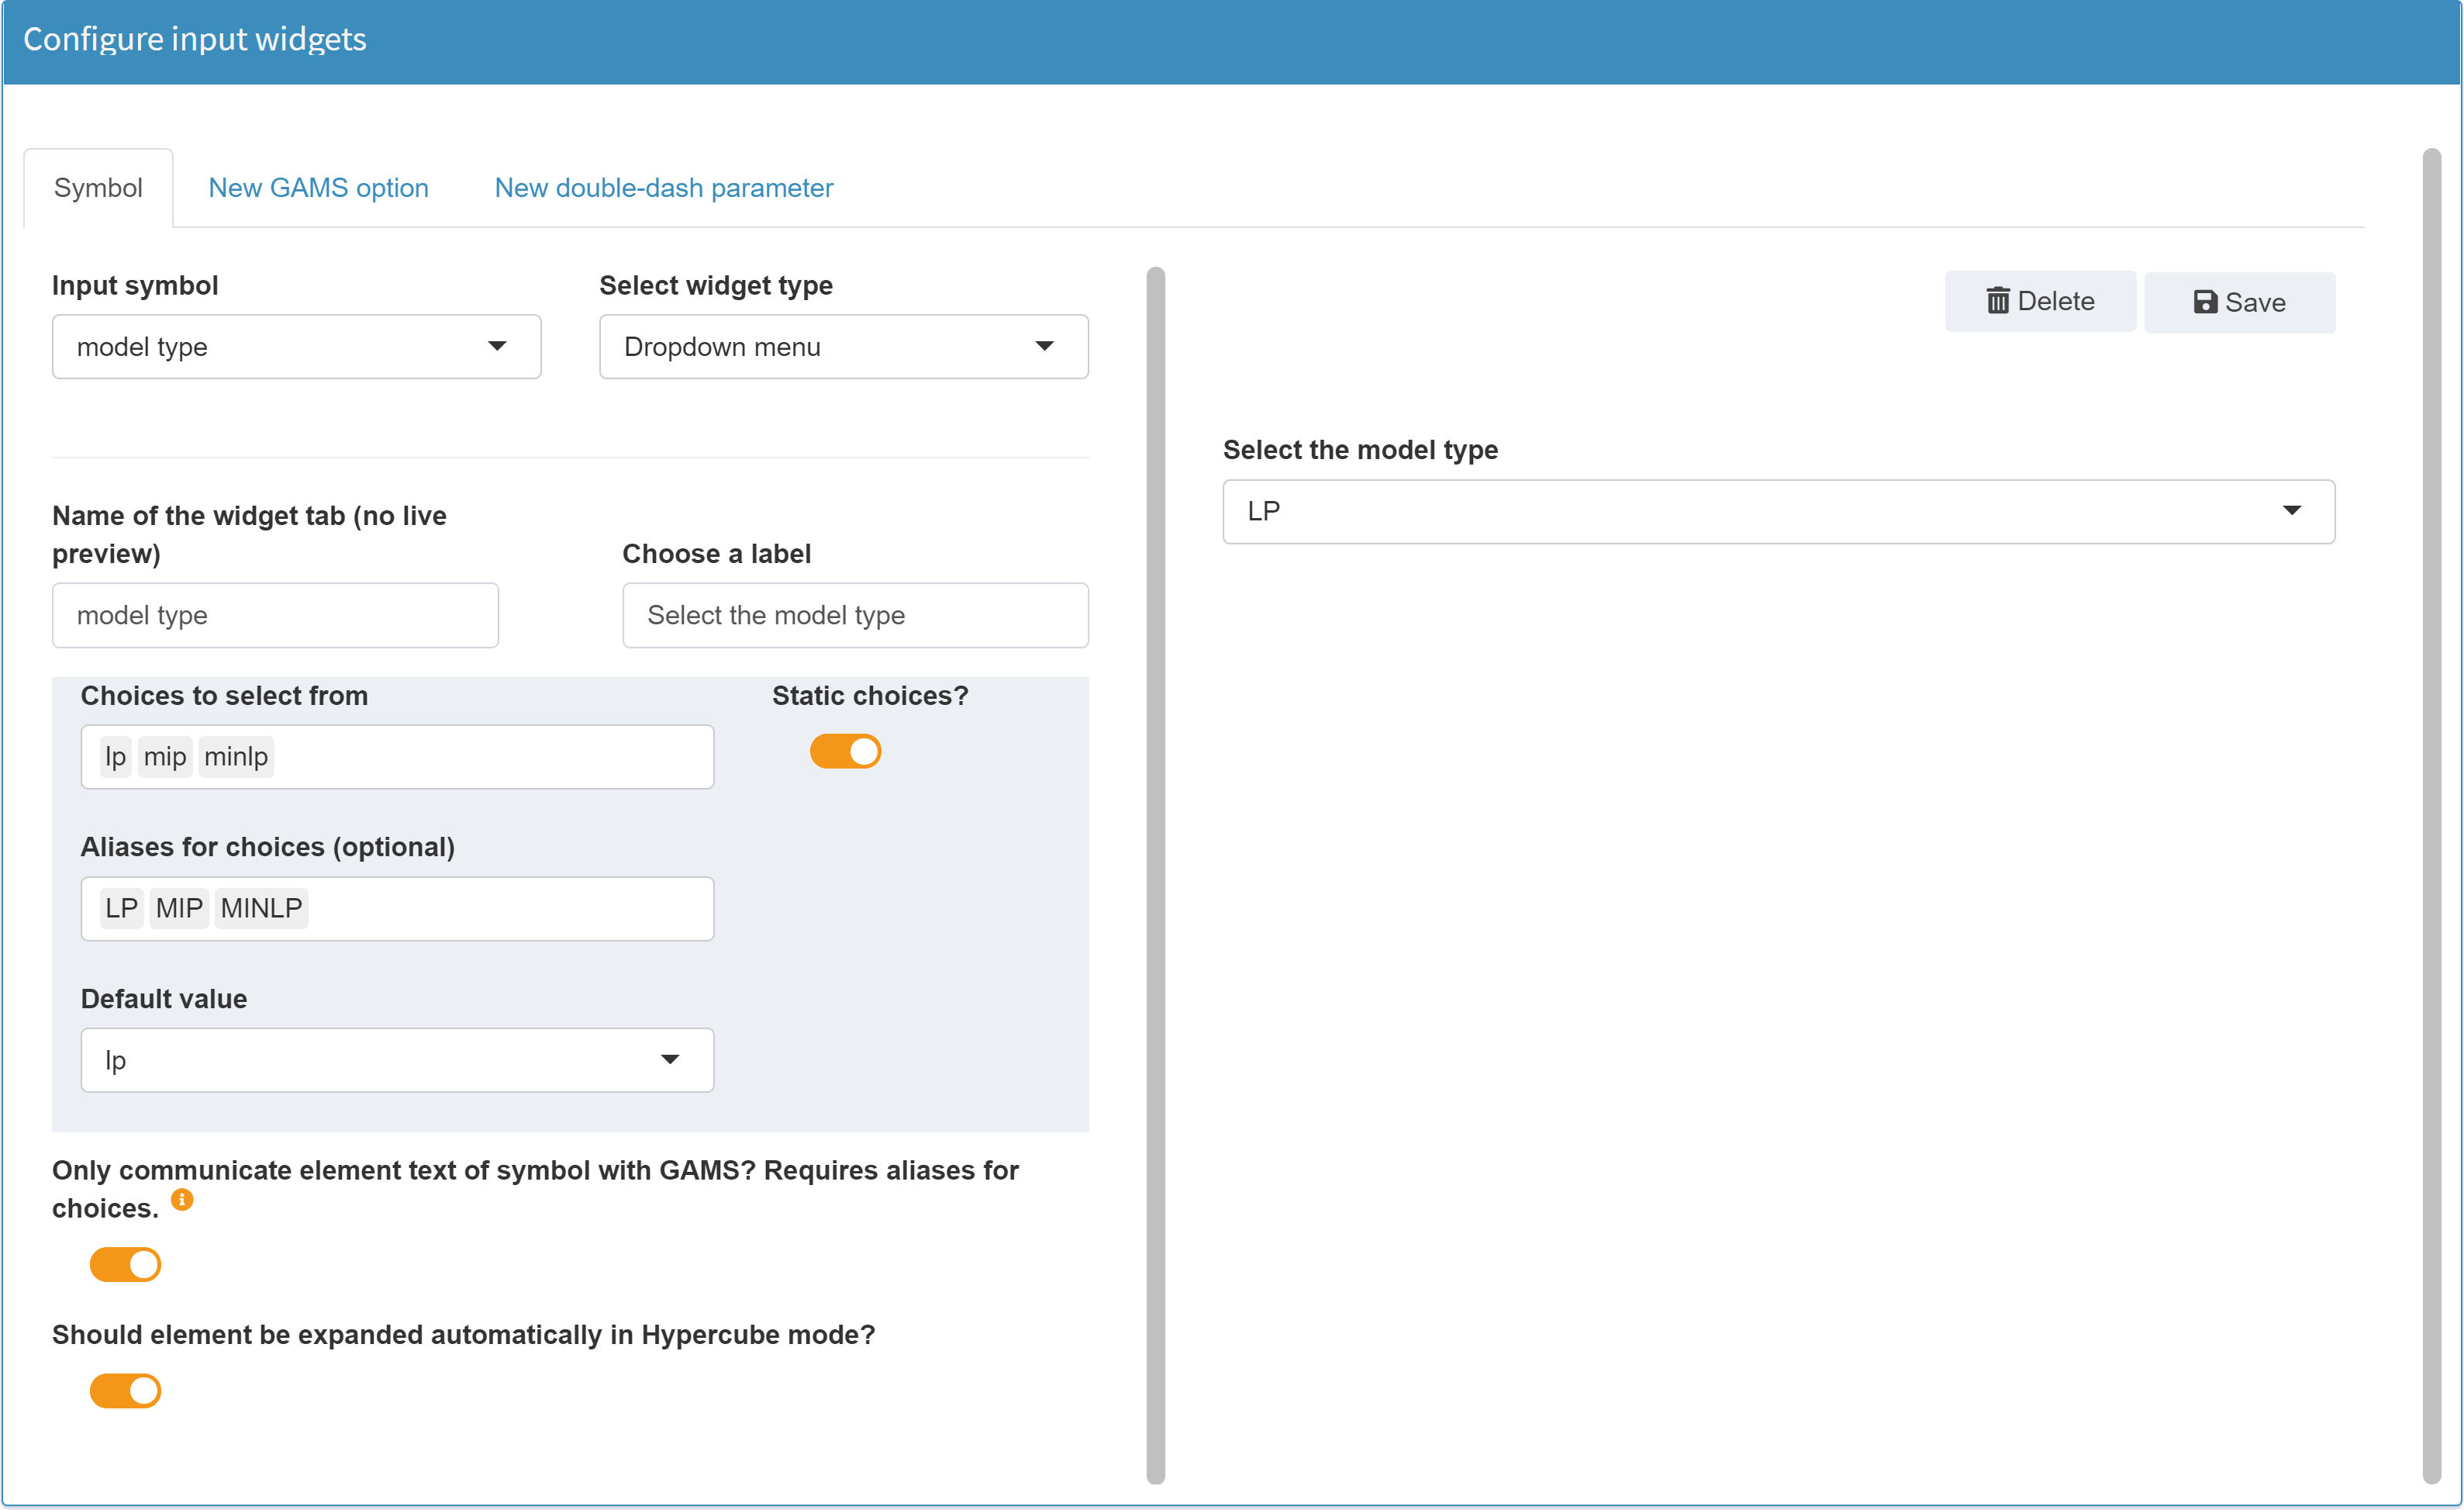 Configure input widgets
Symbol
New GAMS option
New double-dash parameter
Input symbol
Select widget type
model type
Dropdown menu
Delete
Save
Select the model type
LP
Name of the widget tab (no live
preview)
Choose a label
model type
Select the model type
Choices to select from
Static choices?
lp mip minlp
Aliases for choices (optional)
LP MIP MINLP
Default value
lp
Only communicate element text of symbol with GAMS? Requires aliases for
choices.
Should element be expanded automatically in Hypercube mode?